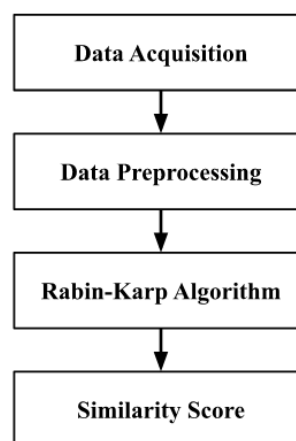 Data Acquisition
Data Preprocessing
Rabin-Karp Algorithm
Similarity Score